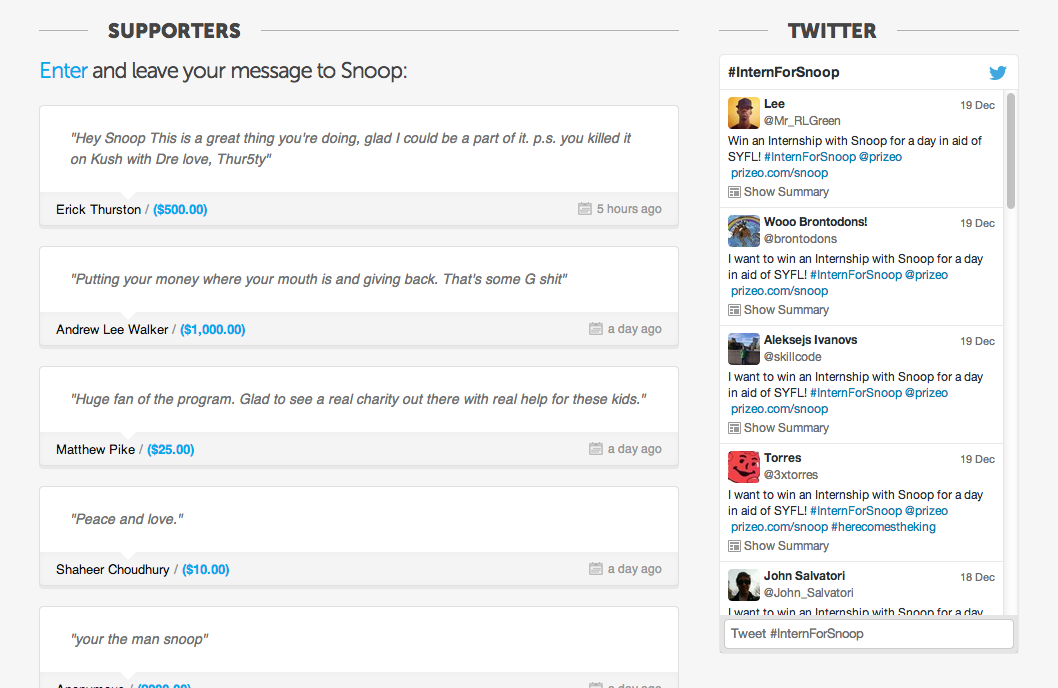 SUPPORTERS
Enter and leave your message to Snoop:
"Hey Snoop This is a great thing you're doing, glad I could be a part of it. p.s. you killed it
on Kush with Dre love, Thur5ty"
Erick Thurston / ($500.00)
5 hours ago
"Putting your money where your mouth is and giving back. That's some G shit"
Andrew Lee Walker / ($1,000.00)
a day ago
"Huge fan of the program. Glad to see a real charity out there with real help for these kids."
Matthew Pike / ($25.00)
a day ago
"Peace and love."
Shaheer Choudhury / ($10.00)
a day ago
"your the man snoop"
Anonymous /
a day ago
TWITTER
#InternForSnoop
Lee
19 Dec
@Mr_RLGreen
Win an Internship with Snoop for a day in aid of
SYFL! #InternForSnoop @prizeo
prizeo.com/snoop
Show Summary
Wooo Brontodons!
19 Dec
@brontodons
I want to win an Internship with Snoop for a day
in aid of SYFL! #InternForSnoop @prizeo
prizeo.com/snoop
Show Summary
Aleksejs Ivanovs
19 Dec
@skillcode
I want to win an Internship with Snoop for a day
in aid of SYFL! #InternForSnoop @prizeo
prizeo.com/snoop
Show Summary
Torres
19 Dec
@3xtorres
I want to win an Internship with Snoop for a day
in aid of SYFL! #InternForSnoop @prizeo
prizeo.com/snoop #herecomestheking
Show Summary
John Salvatori
18 Dec
@John_Salvatori
I want to win an Internship with Snoop for a day
Tweet #InternForSnoop